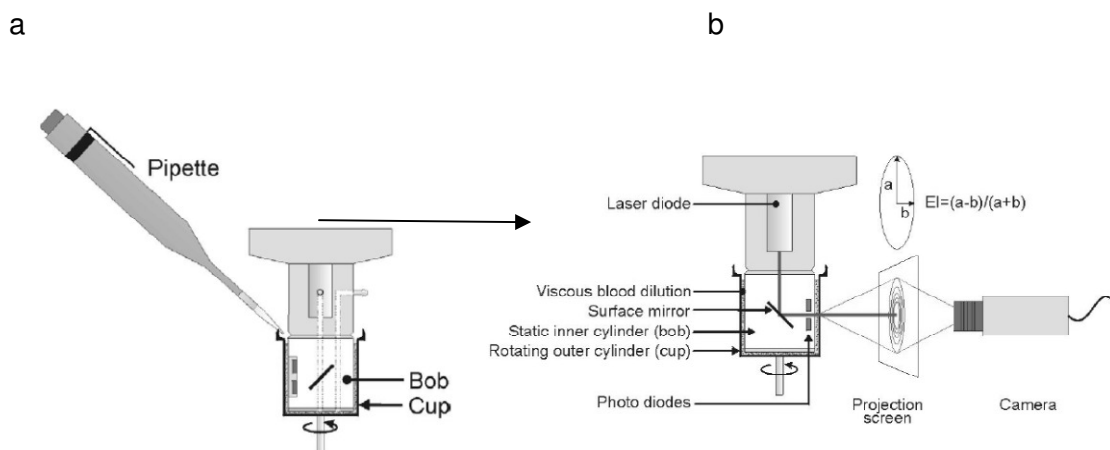 a
b
Pipette
Bob
Cup
Laser diode
Viscous blood dilution
Surface mirror
Static inner cylinder (bob)
Rotating outer cylinder (cup)
Photo diodes
a
b
EI=(a-b)/(a+b)
Projection
screen
Camera